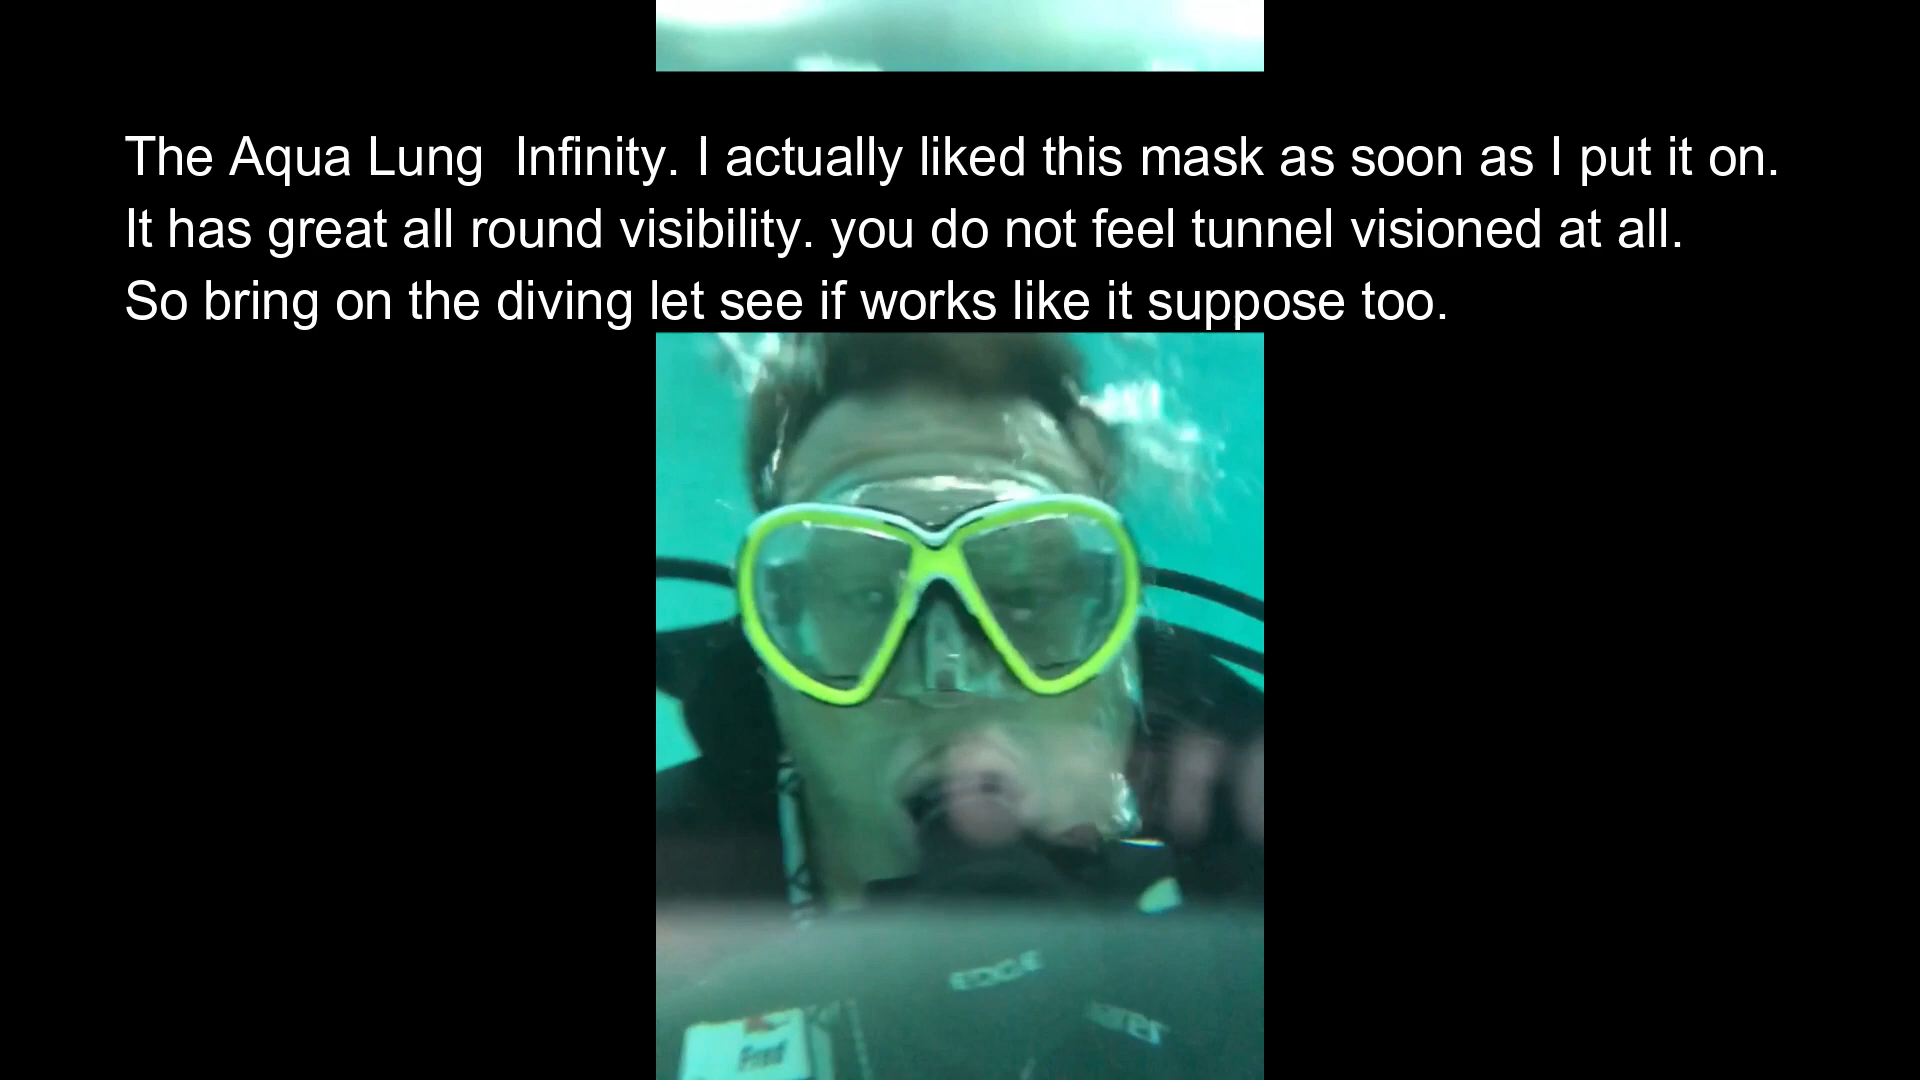 The Aqua Lung  Infinity. I actually liked this mask as soon as I put it on.
It has great all round visibility. you do not feel tunnel visioned at all.
So bring on the diving let see if works like it suppose too.
EDGE
Fred